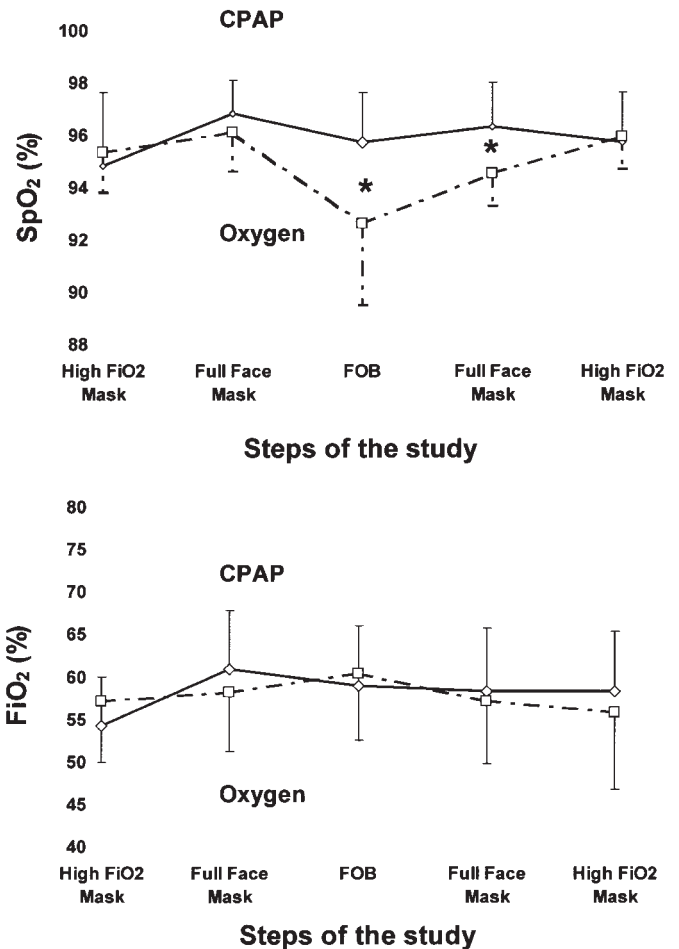 CPAP
100
98
96
94
92
90
88
SpO₂ (%)
*
*
Oxygen
High FiO2 Full Face FOB Full Face High FiO2
Mask Mask Mask Mask
Steps of the study
80
75
70
65
60
55
50
45
40
FiO₂ (%)
CPAP
Oxygen
High FiO2 Full Face FOB Full Face High FiO2
Mask Mask Mask Mask
Steps of the study